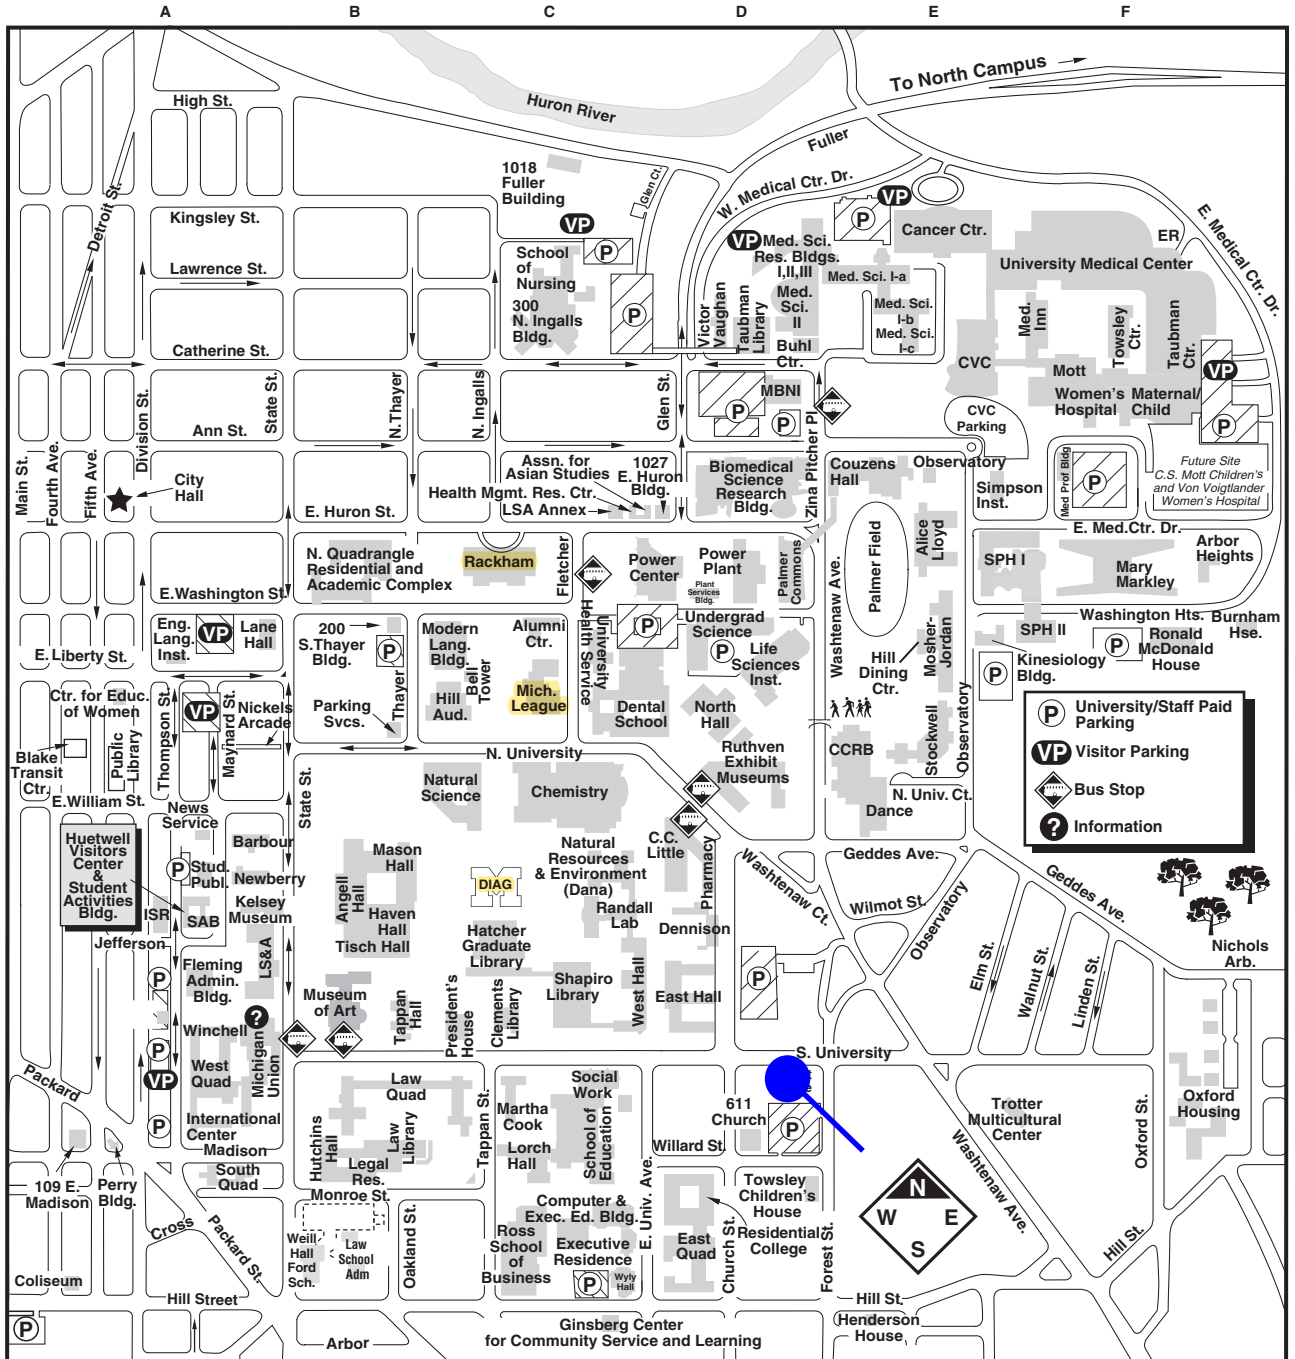 A
B
C
D
E
F
To North Campus
Huron River
High St.
Fuller
1018
Fuller
Building
Glen Ct.
W. Medical Ctr. Dr.
VP
P
Cancer Ctr.
ER
E. Medical Ctr. Dr.
Detroit St.
Kingsley St.
VP
P
School
of
Nursing
300
N. Ingalls
Bldg.
P
VP
Med. Sci.
Res. Bldgs.
I,II,III
Med. Sci. I-a
University Medical Center
Lawrence St.
Victor
Vaughan
Taubman
Library
Med.
Sci.
II
Med. Sci.
I-b
Med. Sci.
I-c
Med.
Inn
Towsley
Ctr.
Taubman
Ctr.
Catherine St.
Buhl
Ctr.
CVC
Mott
VP
Division St.
State St.
N.Thayer
N. Ingalls
Glen St.
MBNI
P
P
Women's
Hospital
Maternal/
Child
CVC
Parking
P
Ann St.
Zina Pitcher Pl.
Main St.
Fourth Ave.
Fifth Ave.
City
Hall
Assn. for
Asian Studies
1027
E. Huron
Bldg.
Health Mgmt. Res. Ctr.
LSA Annex
Biomedical
Science
Research
Bldg.
Couzens
Hall
Observatory
Simpson
Inst.
Med Prof Bldg
P
Future Site
C.S. Mott Children's
and Von Voigtlander
Women's Hospital
E. Huron St.
E. Med.Ctr. Dr.
N. Quadrangle
Residential and
Academic Complex
Rackham
Fletcher
Power
Center
Power
Plant
Plant
Services
Bldg.
Palmer
Commons
Palmer Field
Alice
Lloyd
SPH I
Mary
Markley
Arbor
Heights
E.Washington St.
Washington Hts.
Burnham
Hse.
Eng.
Lang.
Inst.
VP
Lane
Hall
200
S.Thayer
Bldg.
P
Modern
Lang.
Bldg.
Alumni
Ctr.
University
Health Service
P
Undergrad
Science
P
Life
Sciences
Inst.
Washtenaw Ave.
Hill
Dining
Ctr.
Mosher-
Jordan
SPH II
P
Ronald
McDonald
House
Kinesiology
Bldg.
P
E. Liberty St.
Ctr. for Educ.
of Women
Thompson St.
VP
Maynard St.
Nickels
Arcade
Parking
Svcs.
Thayer
Hill
Aud.
Bell
Tower
Mich.
League
Dental
School
North
Hall
Ruthven
Exhibit
Museums
CCRB
Stockwell
Observatory
P University/Staff Paid
Parking
VP Visitor Parking
Bus Stop
? Information
Blake
Transit
Ctr.
Public
Library
N. University
E.William St.
State St.
Natural
Science
Chemistry
N. Univ. Ct.
Dance
News
Service
Huetwell
Visitors
Center
&
Student
Activities
Bldg.
Barbour
P
Stud.
Publ.
Newberry
ISR
SAB
Kelsey
Museum
Mason
Hall
Angell
Hall
Haven
Hall
Tisch Hall
DIAG
Natural
Resources
& Environment
(Dana)
C.C.
Little
Pharmacy
Randall
Lab
Dennison
Washtenaw Ct.
Geddes Ave.
Wilmot St.
Observatory
Geddes Ave.
Elm St.
Walnut St.
Linden St.
Nichols
Arb.
Jefferson
Fleming
Admin.
Bldg.
LS&A
P
Hatcher
Graduate
Library
Shapiro
Library
West Hall
East Hall
P
Museum
of Art
Tappan
Hall
President's
House
Clements
Library
Winchell
?
P
VP
West
Quad
Michigan
Union
S. University
Packard
P
International
Center
Madison
Law
Quad
Hutchins
Hall
Law
Library
Legal
Res.
Tappan St.
Martha
Cook
Lorch
Hall
Social
Work
School of
Education
611
Church
P
Willard St.
Trotter
Multicultural
Center
Oxford St.
Oxford
Housing
Washtenaw Ave.
109 E.
Madison
Perry
Bldg.
South
Quad
Monroe St.
Cross
Packard St.
Weill
Hall
Ford
Sch.
Law
School
Adm
Oakland St.
Computer &
Exec. Ed. Bldg.
Ross
School of
Business
Executive
Residence
P
Wyly
Hall
E. Univ. Ave.
East
Quad
Church St.
Towsley
Children's
House
Residential
College
Forest St.
N
W
E
S
Hill St.
Coliseum
Hill Street
Hill St.
P
Arbor
Ginsberg Center
for Community Service and Learning
Henderson
House